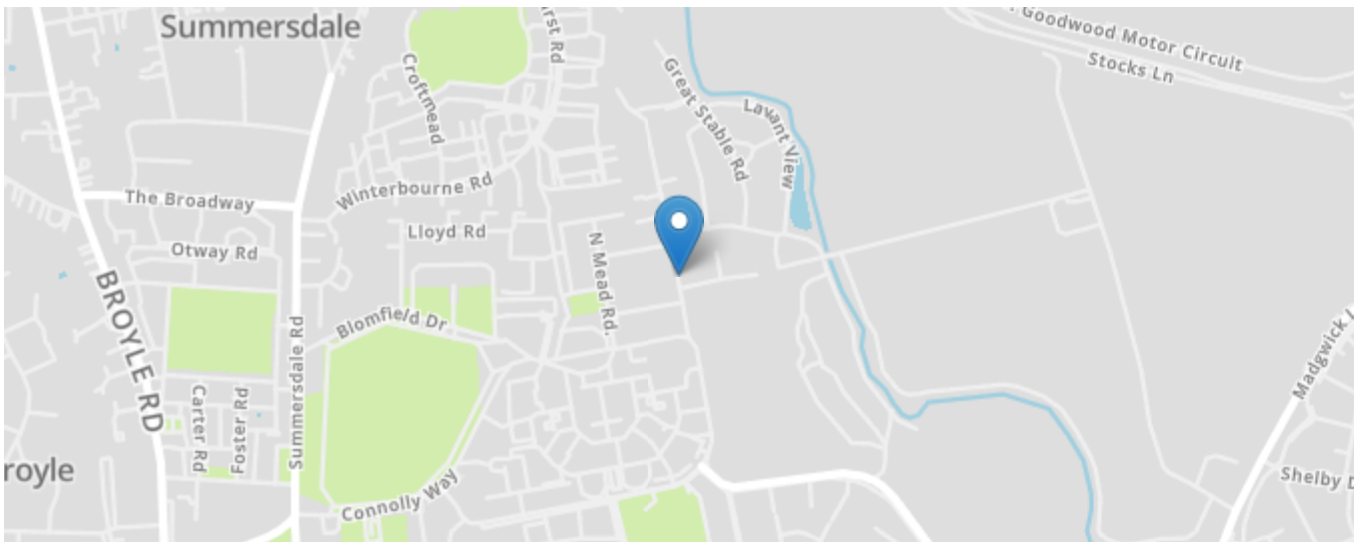 Summersdale
Goodwood Motor Circuit
Stocks Ln
rst Rd
Croftmead
Great Stable Rd
Lavant View
Winterbourne Rd
The Broadway
Lloyd Rd
Otway Rd
N Mead Rd.
BROYLE RD
Blomfield Dr
Summersdale Rd
Madgwick L
Carter Rd
Foster Rd
royle
Connolly Way
Shelby D